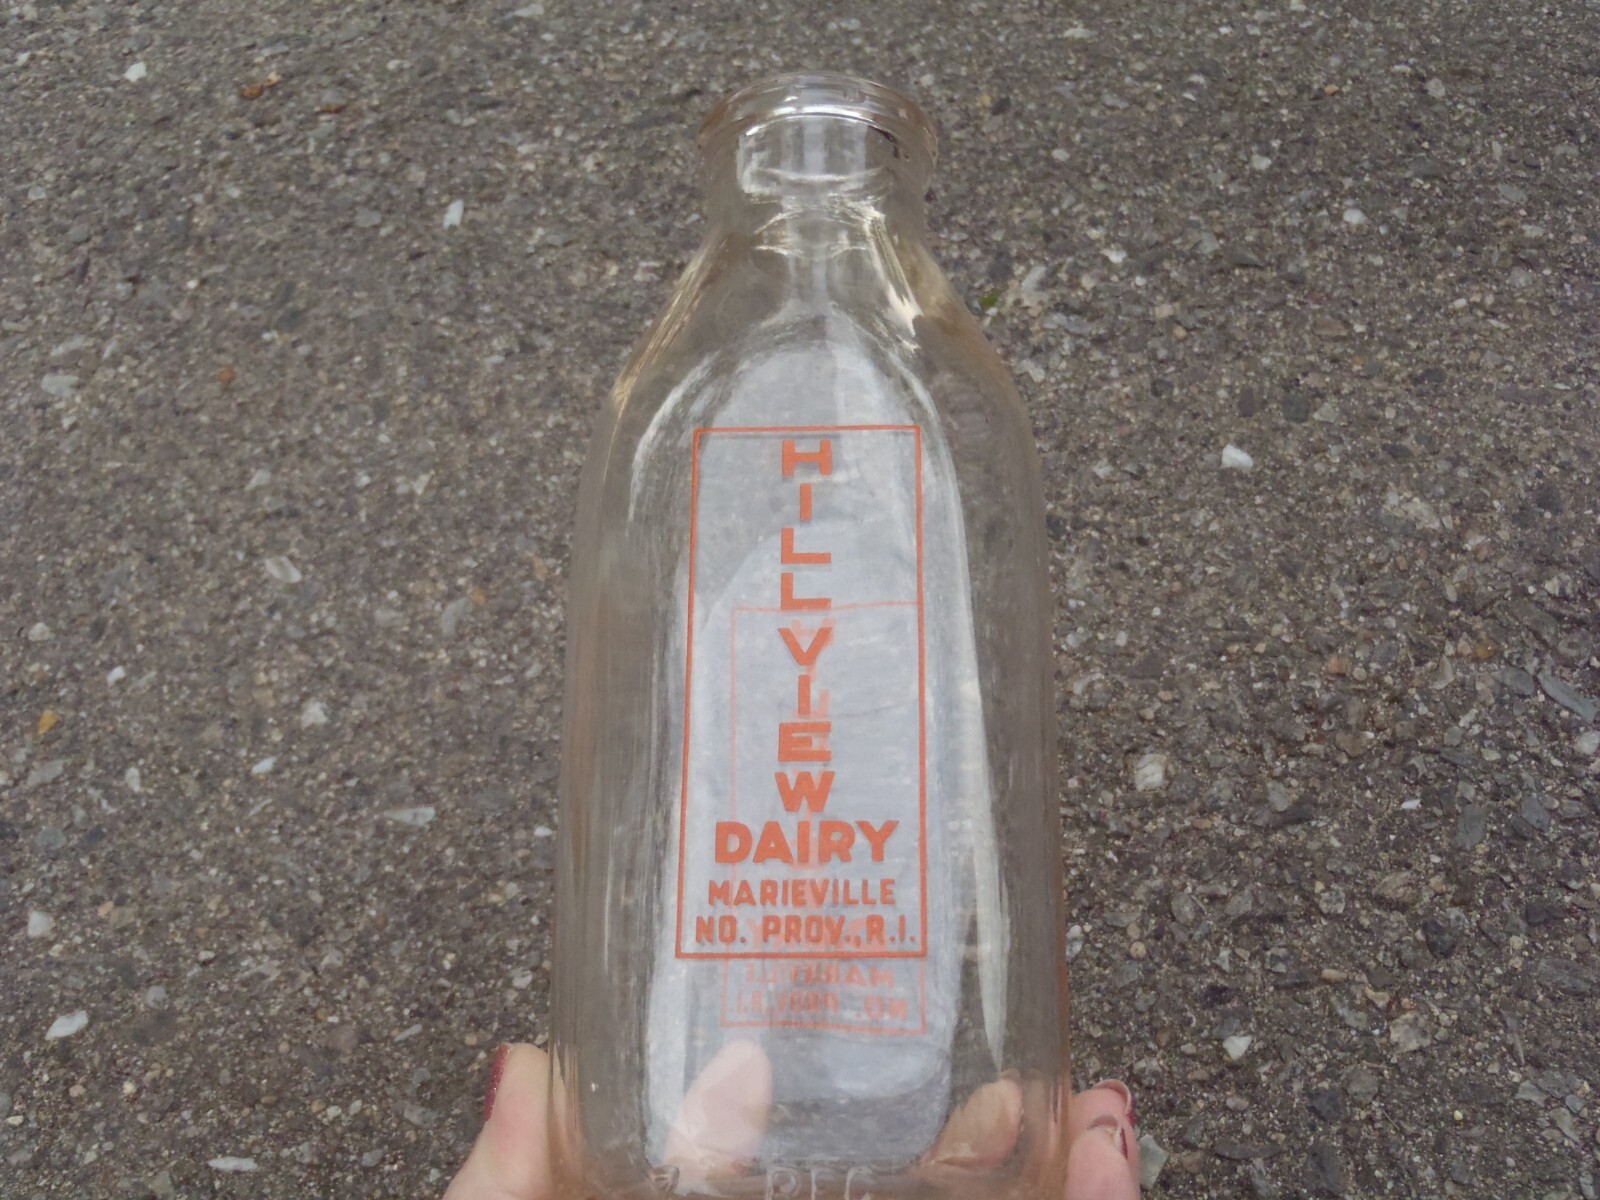 HILLVIEW
DAIRY
MARIEVILLE
NO. PROV., R.I.